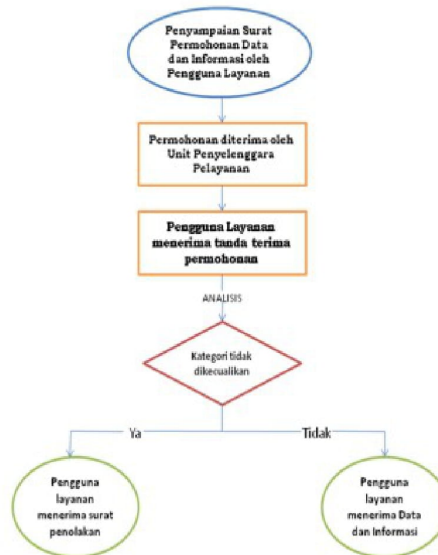 Penyampaian Surat
Permohonan Data
dan Informasi oleh
Pengguna Layanan
Permohonan diterima oleh
Unit Penyelenggara
Pelayanan
Pengguna Layanan
menerima tanda terima
permohonan
ANALISIS
Kategori tidak
dikecualikan
Ya
Tidak
Pengguna
layanan
menerima surat
penolakan
Pengguna
layanan
menerima Data
dan Informasi